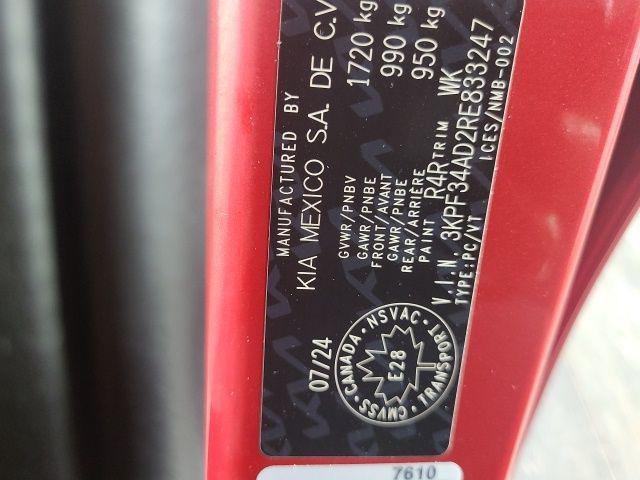 MANUFACTURED BY
KIA MEXICO S.A. DE C.V
07/24
GVWR/PNBV 1720 kg
GAWR/PNBE
FRONT/AVANT 990 kg
GAWR/PNBE
REAR/ARRIÈRE 950 kg
PAINT R4R TRIM WK
V.I.N. 3KPF34AD2RE833247
TYPE:PC/VT ICES/NMB-002
CANADA · NSVAC · TRANSPORT · CMVSS
E28
7610